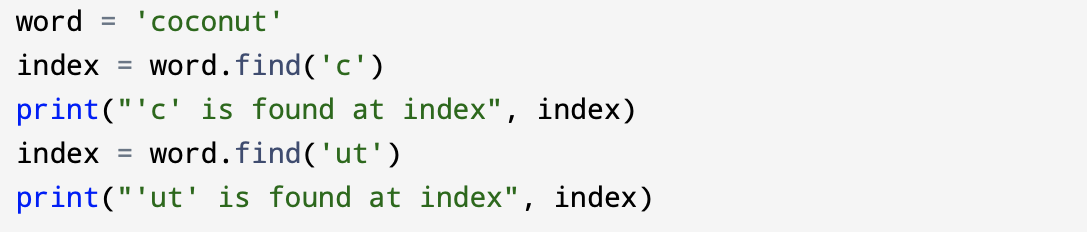 word = 'coconut'
index = word.find('c')
print("'c' is found at index", index)
index = word.find('ut')
print("'ut' is found at index", index)